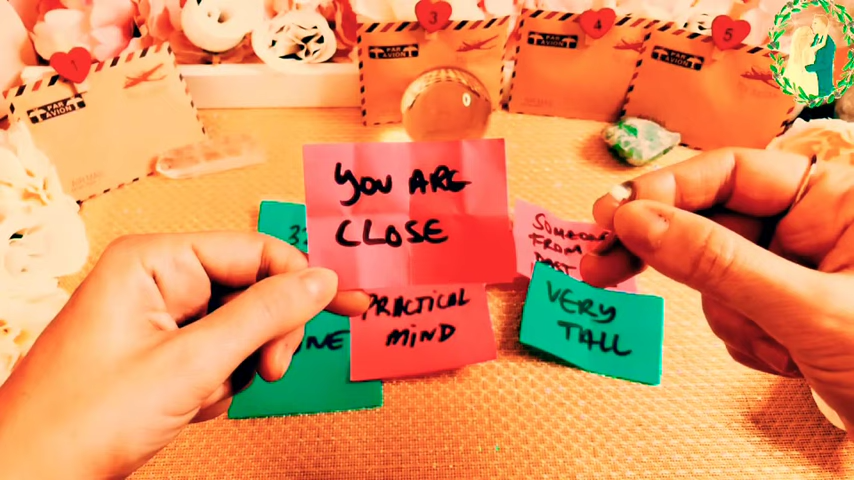 1
3
4
5
PAR
AVION
PAR
AVION
PAR AVION
PAR
AVION
YOU ARE
CLOSE
SOMEONE
FROM
PAST
PRACTICAL
MIND
VERY
TALL